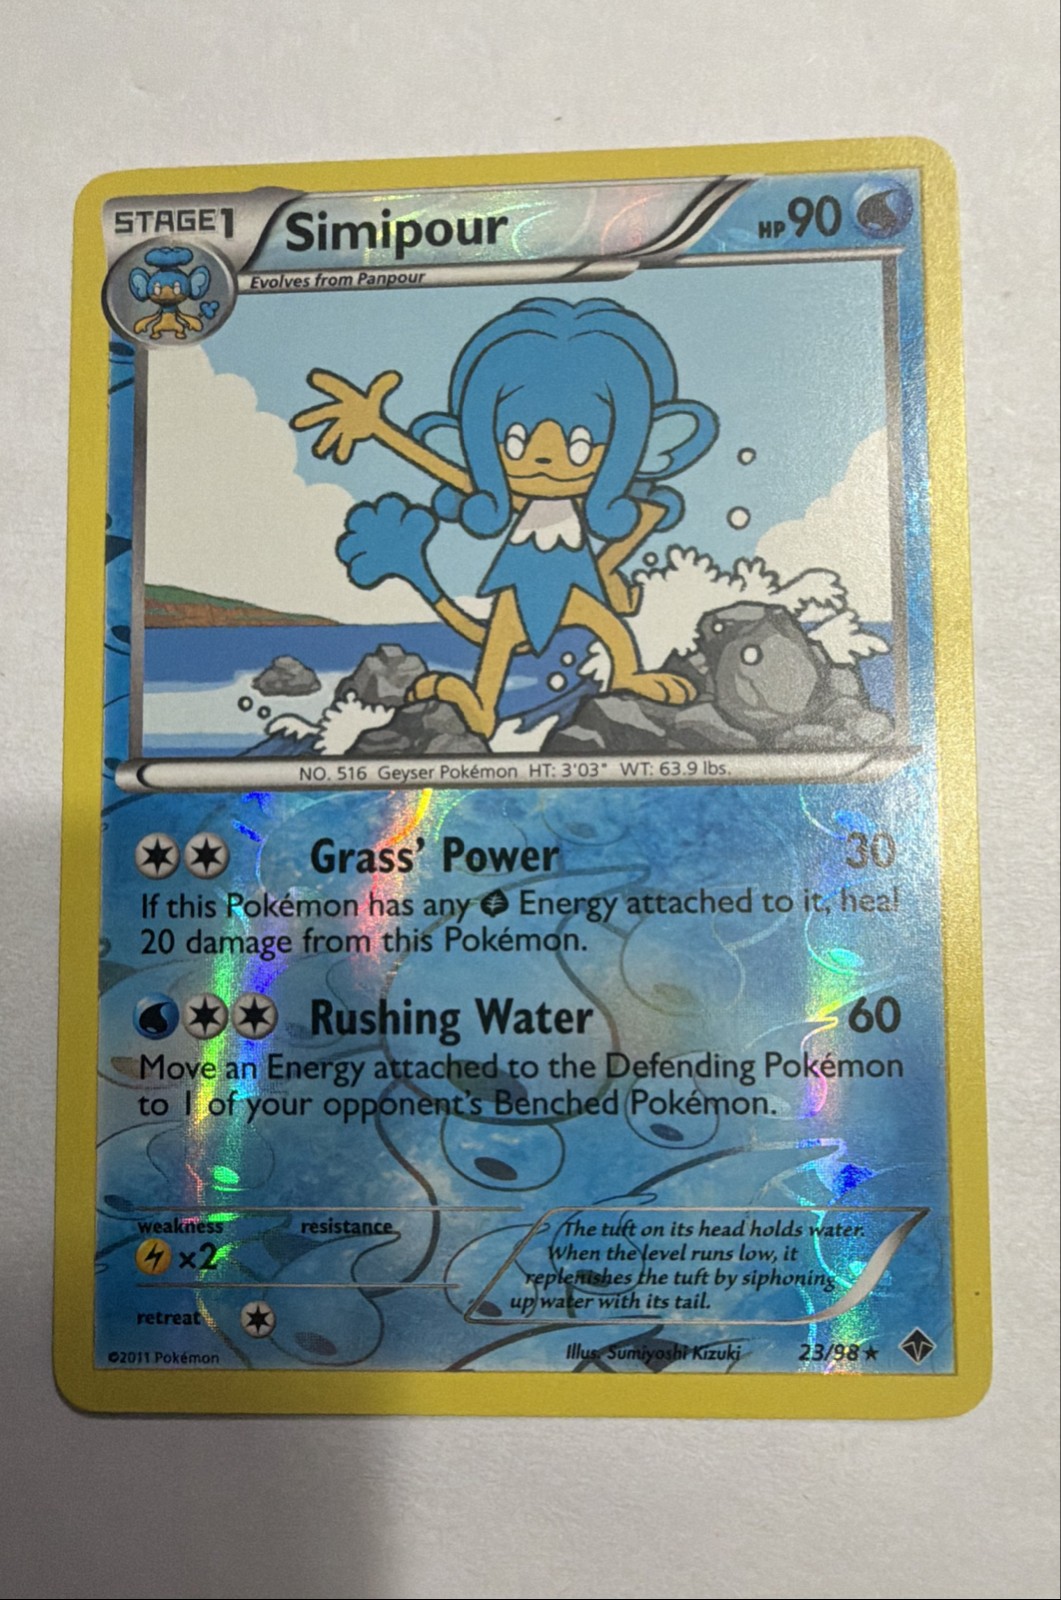 STAGE1 Simipour HP90
Evolves from Panpour
NO. 516 Geyser Pokémon HT: 3'03" WT: 63.9 lbs.
Grass' Power 30
If this Pokémon has any Energy attached to it, heal
20 damage from this Pokémon.
Rushing Water 60
Move an Energy attached to the Defending Pokémon
to 1 of your opponent's Benched Pokémon.
weakness resistance
×2
retreat
The tuft on its head holds water.
When the level runs low, it
replenishes the tuft by siphoning
up water with its tail.
©2011 Pokémon Illus. Sumiyoshi Kizuki 23/98 ★